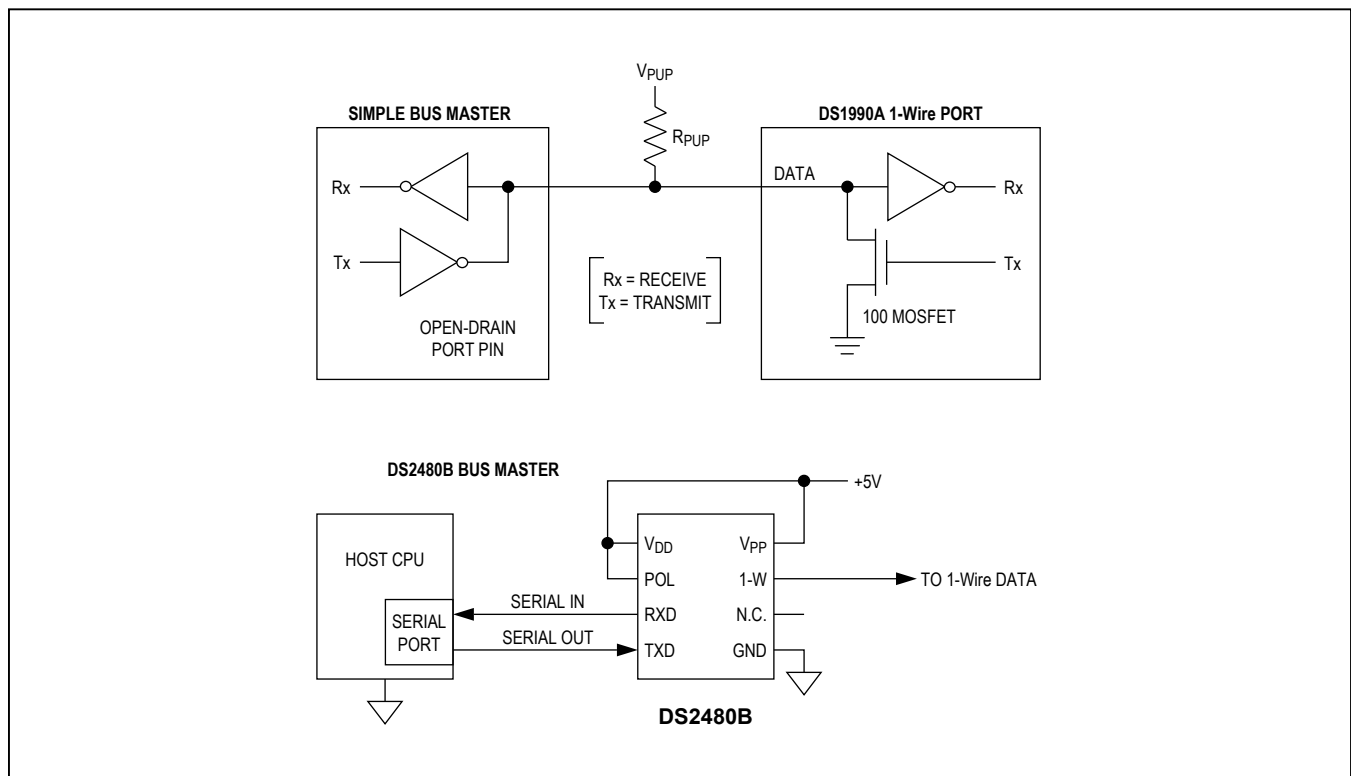 VPUP
SIMPLE BUS MASTER
DS1990A 1-Wire PORT
RPUP
DATA
Rx
Rx
Tx
Tx
Rx = RECEIVE
Tx = TRANSMIT
OPEN-DRAIN
PORT PIN
100 MOSFET
DS2480B BUS MASTER
+5V
HOST CPU
VDD
VPP
POL
1-W
TO 1-Wire DATA
SERIAL IN
RXD
N.C.
SERIAL
PORT
SERIAL OUT
TXD
GND
DS2480B